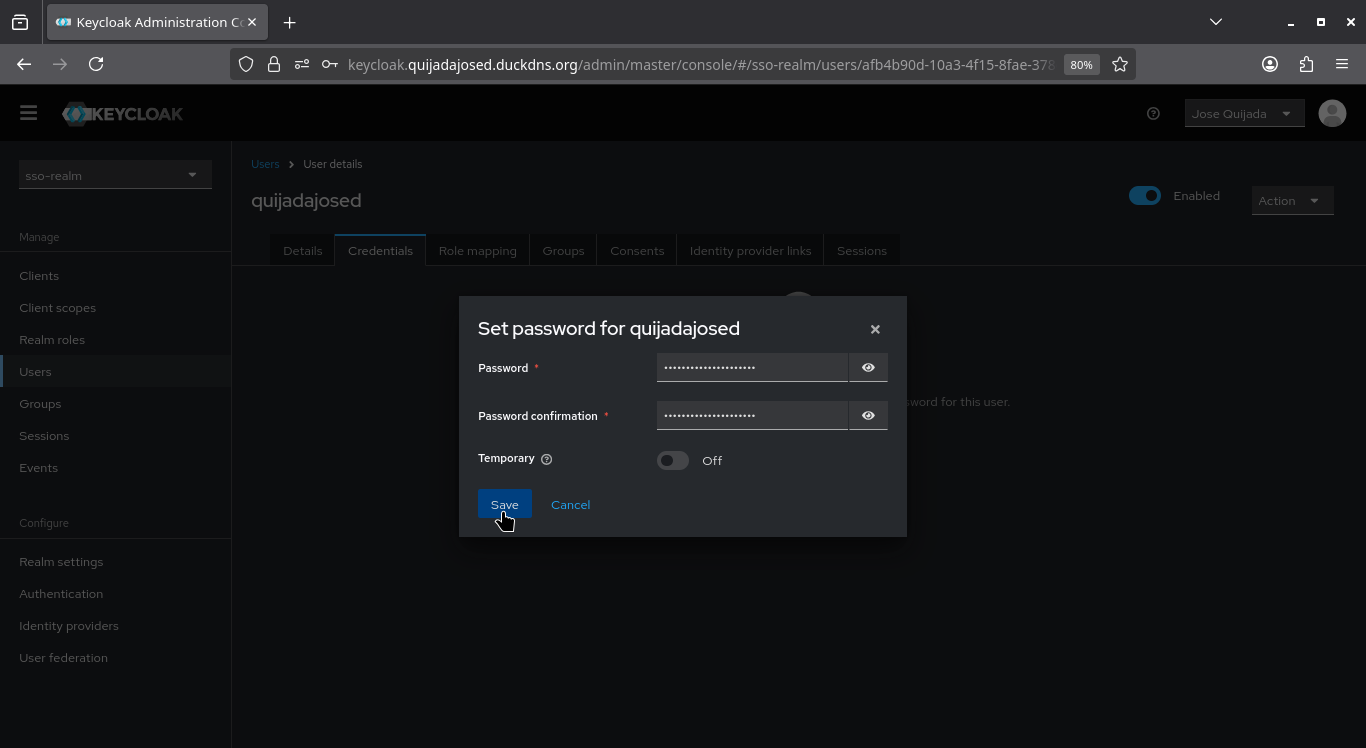 Keycloak Administration Co
keycloak.quijadajosed.duckdns.org/admin/master/console/#/sso-realm/users/afb4b90d-10a3-4f15-8fae-378
80%
KEYCLOAK
Jose Quijada
sso-realm
Manage
Clients
Client scopes
Realm roles
Users
Groups
Sessions
Events
Configure
Realm settings
Authentication
Identity providers
User federation
Users > User details
quijadajosed
Enabled
Action
Details Credentials Role mapping Groups Consents Identity provider links Sessions
sword for this user.
Set password for quijadajosed
Password *
•••••••••••••••••••••
Password confirmation *
•••••••••••••••••••••
Temporary
Off
Save Cancel